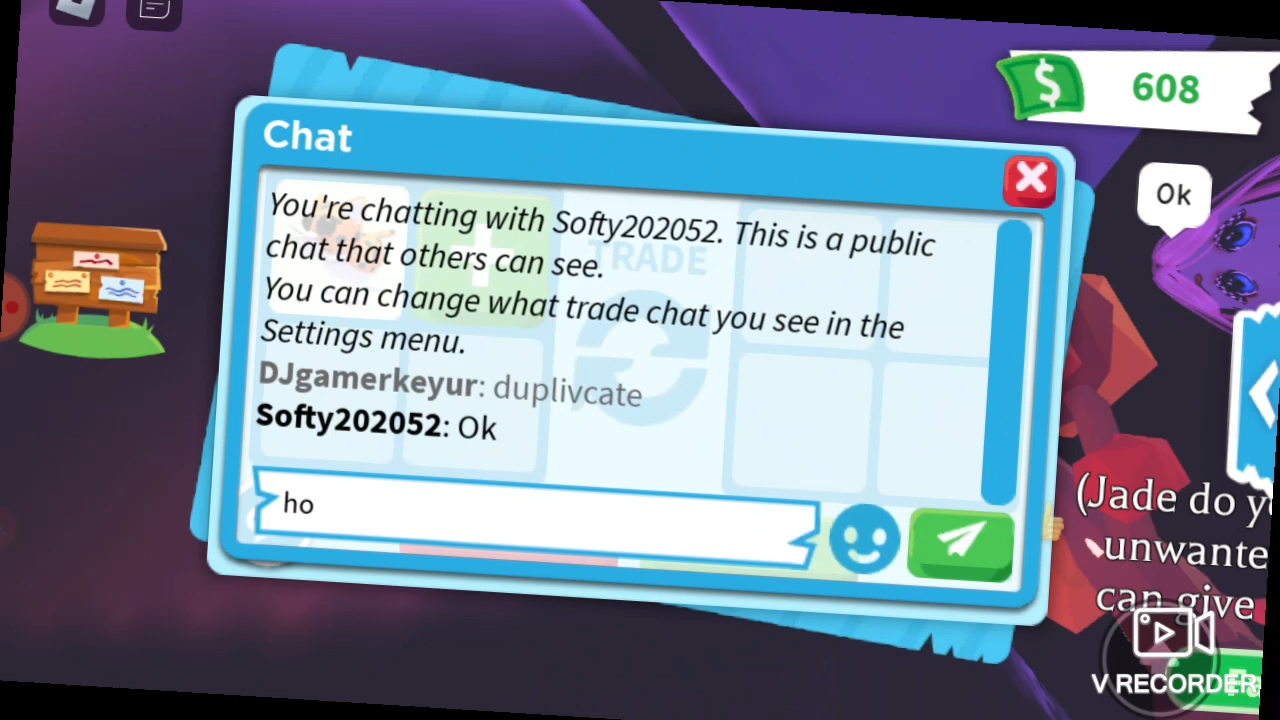 608
Chat
Ok
You're chatting with Softy202052. This is a public
chat that others can see.
TRADE
You can change what trade chat you see in the
Settings menu.
DJgamerkeyur: duplivcate
Softy202052: Ok
ho
(Jade do
unwante
can give
V RECORDER